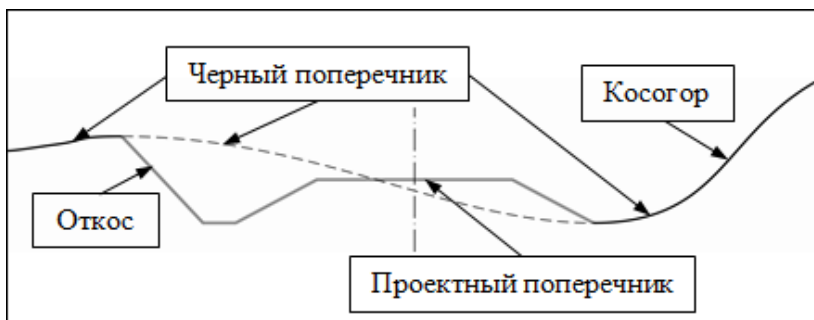 Черный поперечник
Косогор
Откос
Проектный поперечник